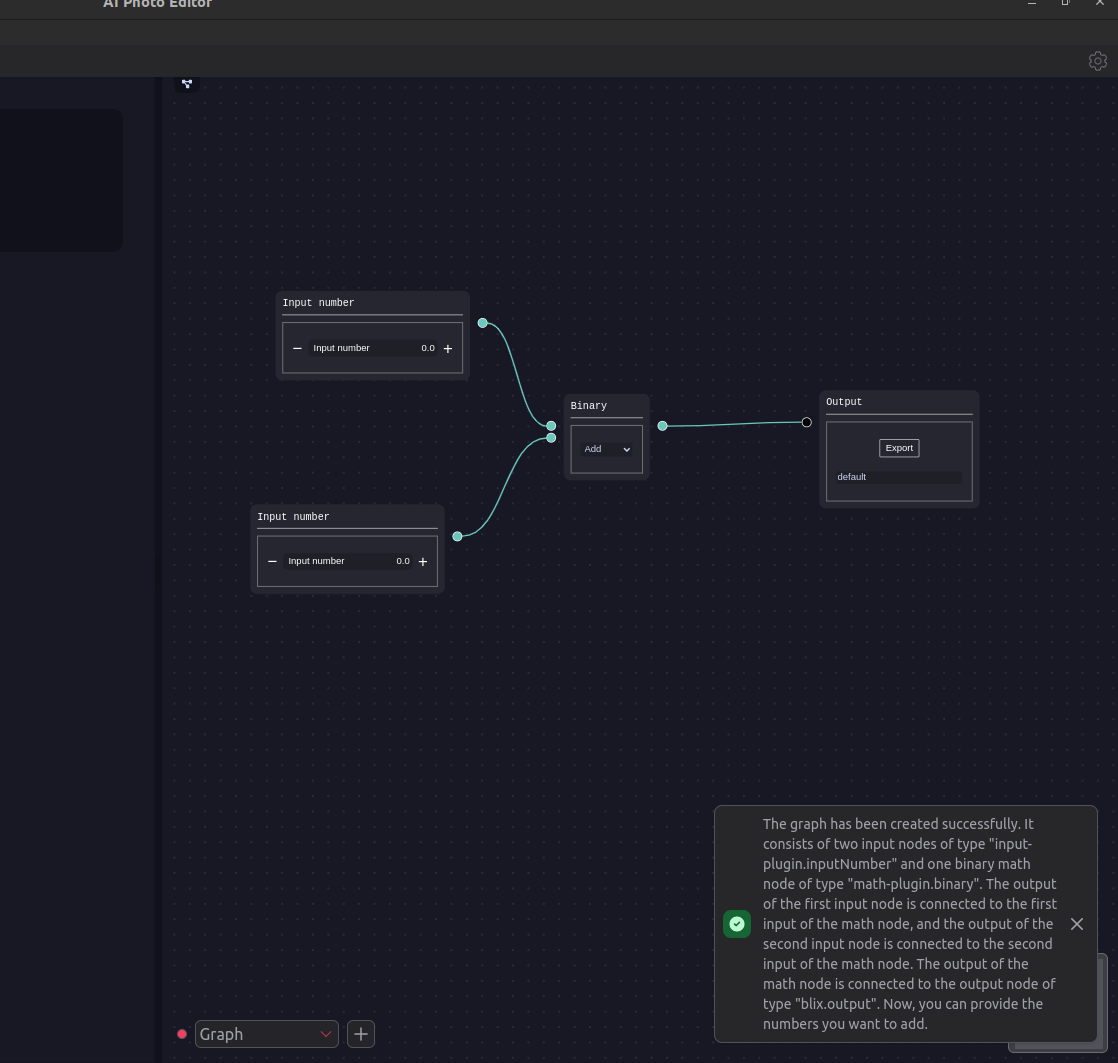 AI Photo Editor
Input number
Input number 0.0
Binary
Add
Output
Export
default
Input number
Input number 0.0
The graph has been created successfully. It
consists of two input nodes of type "input-
plugin.inputNumber" and one binary math
node of type "math-plugin.binary". The output
of the first input node is connected to the first
input of the math node, and the output of the
second input node is connected to the second
input of the math node. The output of the
math node is connected to the output node of
type "blix.output". Now, you can provide the
numbers you want to add.
Graph